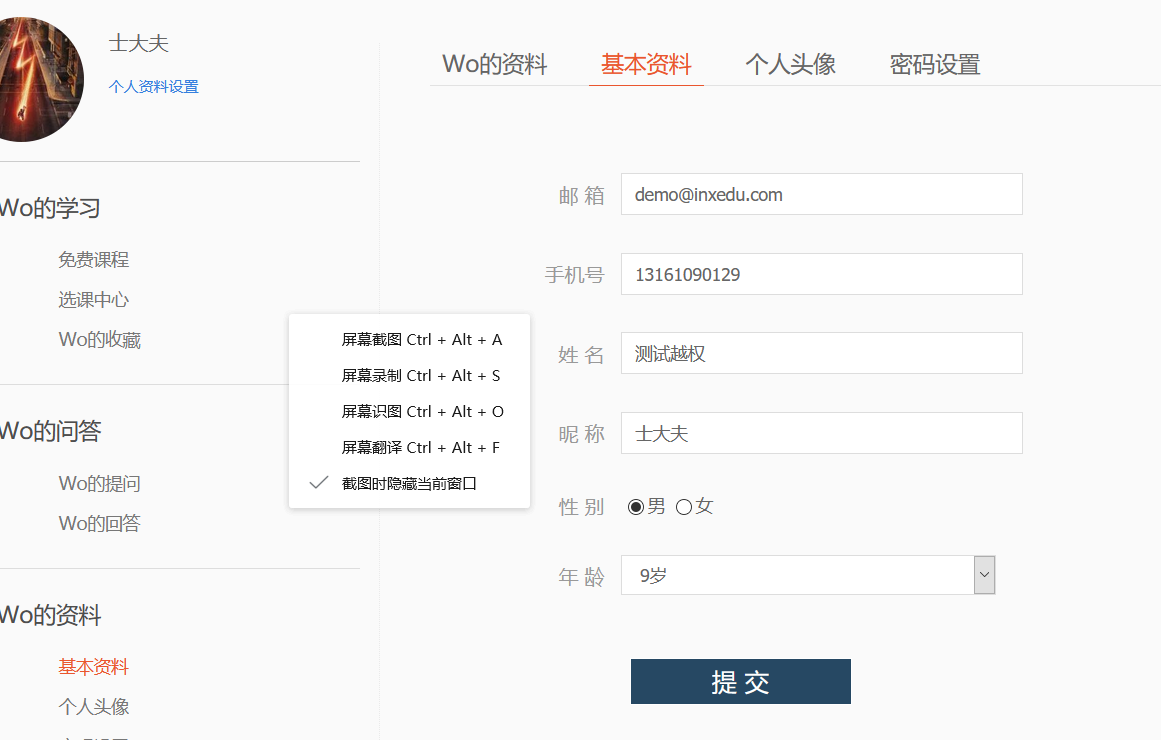 士大夫
个人资料设置
Wo的学习
免费课程
选课中心
Wo的收藏
Wo的问答
Wo的提问
Wo的回答
Wo的资料
基本资料
个人头像
屏幕截图 Ctrl + Alt + A
屏幕录制 Ctrl + Alt + S
屏幕识图 Ctrl + Alt + O
屏幕翻译 Ctrl + Alt + F
截图时隐藏当前窗口
Wo的资料 基本资料 个人头像 密码设置
邮 箱 demo@inxedu.com
手机号 13161090129
姓 名 测试越权
昵 称 士大夫
性 别 男 女
年 龄 9岁
提 交